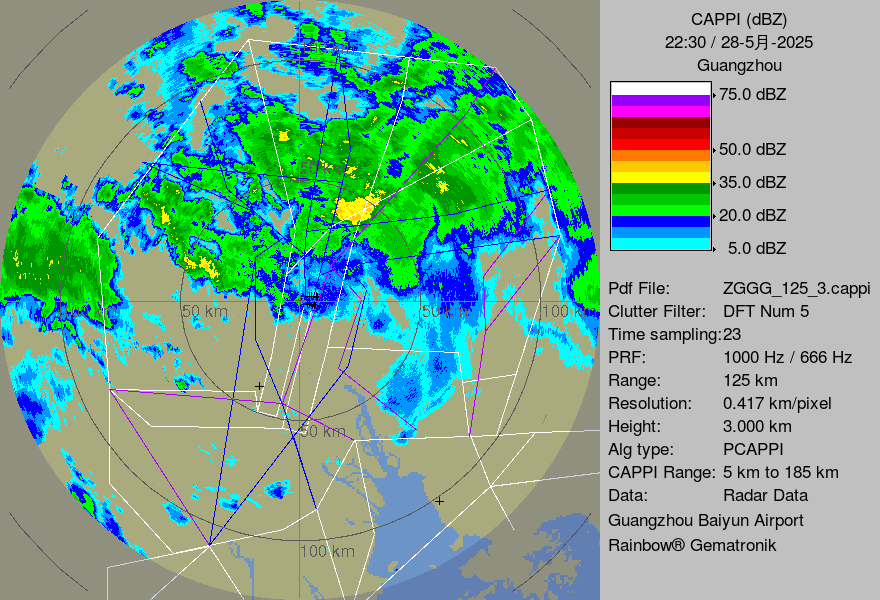 CAPPI (dBZ)
22:30 / 28-5月-2025
Guangzhou
75.0 dBZ
50.0 dBZ
35.0 dBZ
20.0 dBZ
5.0 dBZ
Pdf File: ZGGG_125_3.cappi
Clutter Filter: DFT Num 5
Time sampling:23
PRF: 1000 Hz / 666 Hz
Range: 125 km
Resolution: 0.417 km/pixel
Height: 3.000 km
Alg type: PCAPPI
CAPPI Range: 5 km to 185 km
Data: Radar Data
Guangzhou Baiyun Airport
Rainbow® Gematronik
50 km
50 km
100 km
50 km
100 km